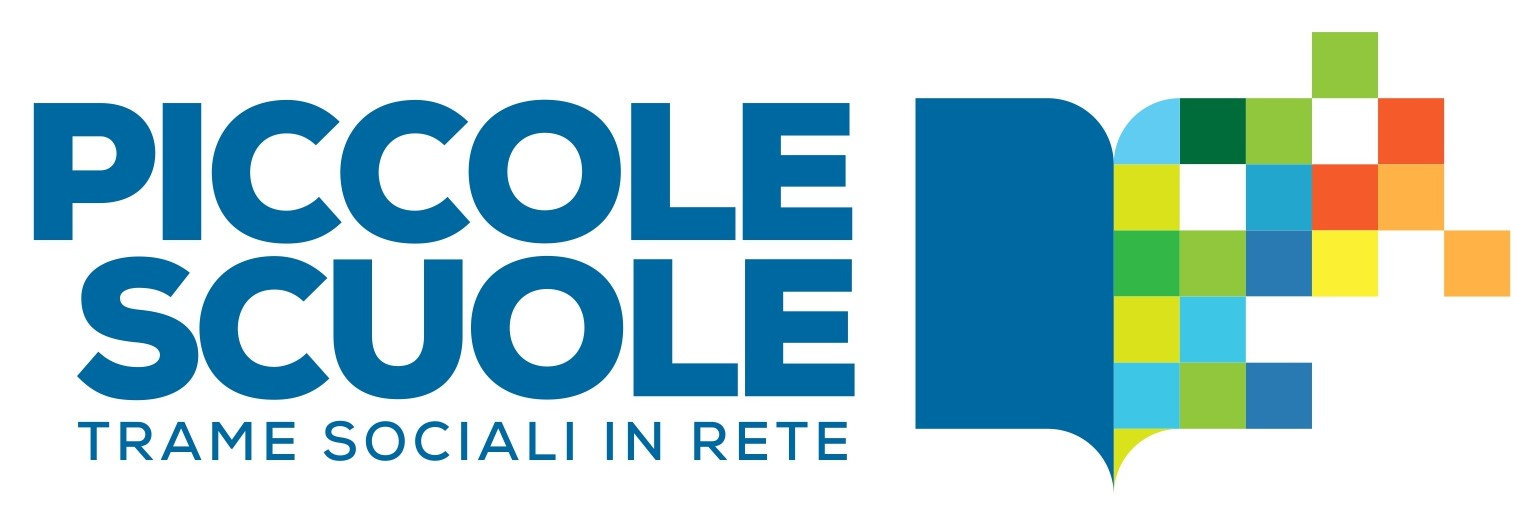 PICCOLE
SCUOLE
TRAME SOCIALI IN RETE